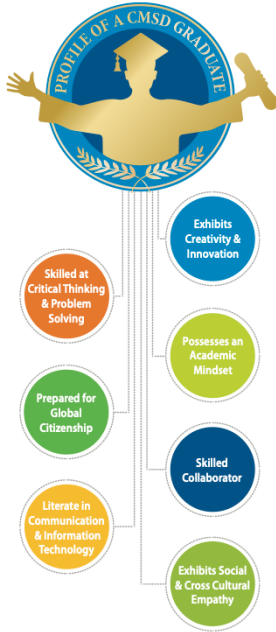 PROFILE OF A CMSD GRADUATE
Exhibits
Creativity &
Innovation
Skilled at
Critical Thinking
& Problem
Solving
Possesses an
Academic
Mindset
Prepared for
Global
Citizenship
Skilled
Collaborator
Literate in
Communication
& Information
Technology
Exhibits Social
& Cross Cultural
Empathy